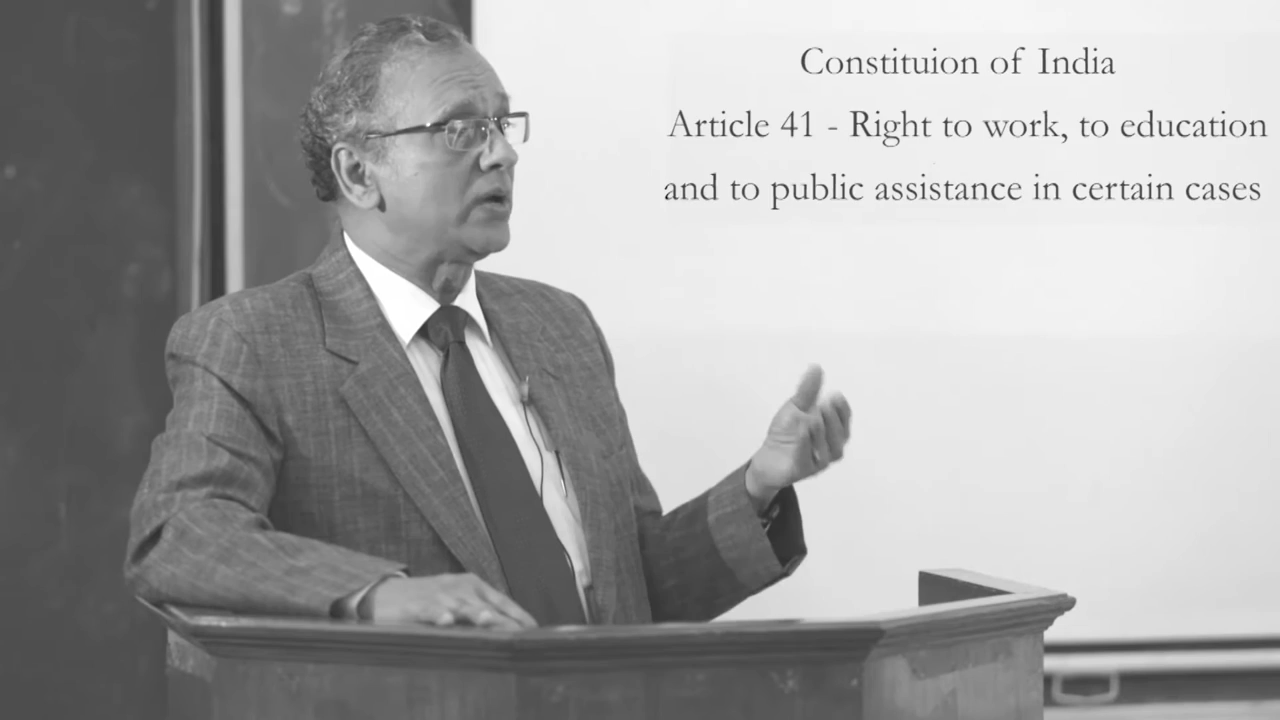 Constituion of India
Article 41 - Right to work, to education
and to public assistance in certain cases